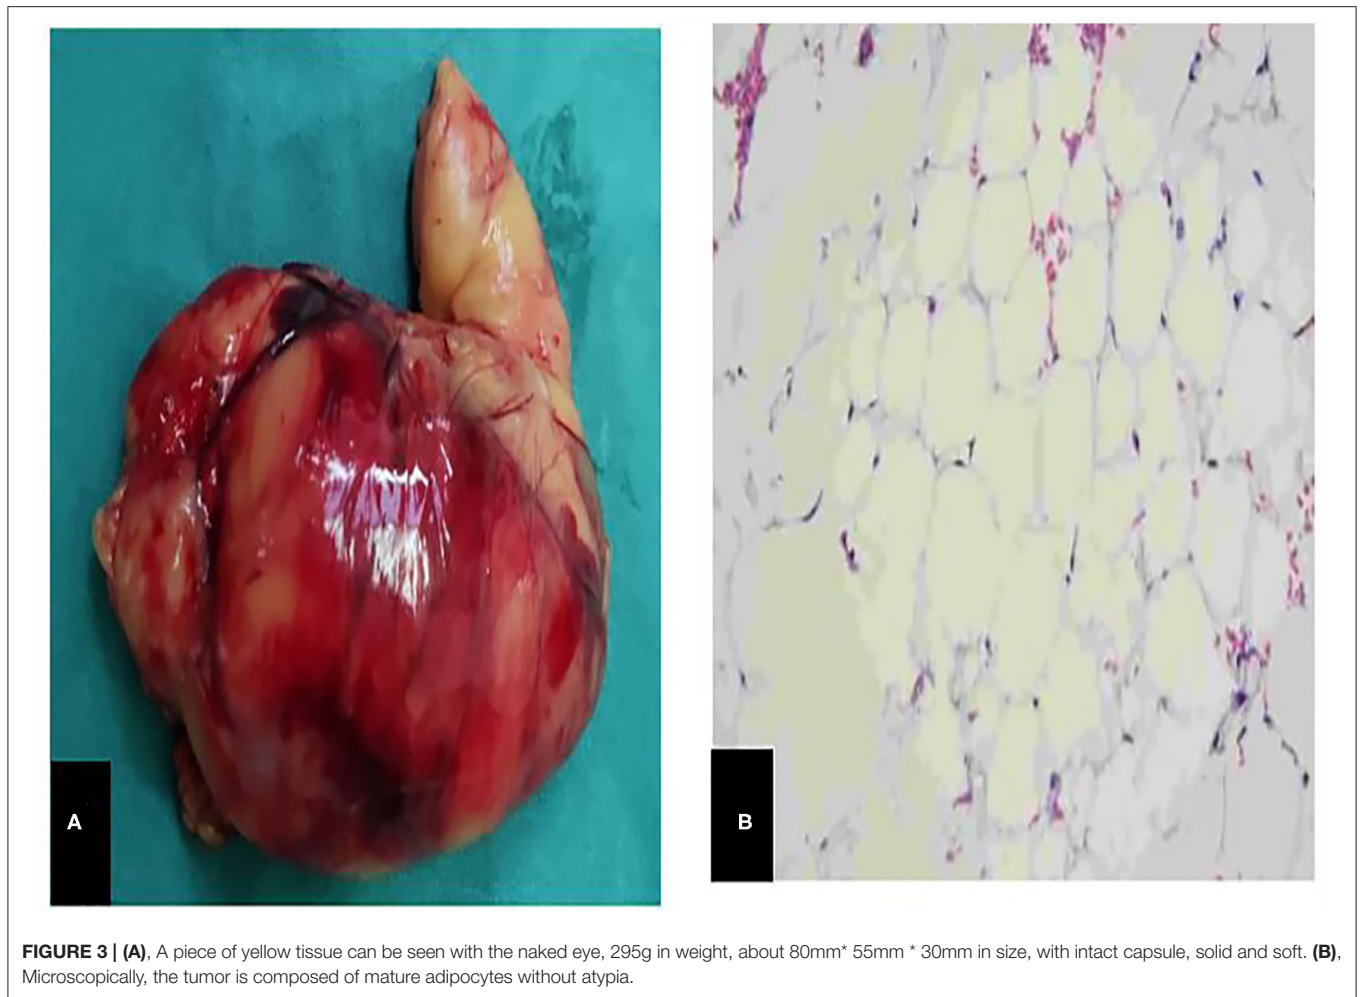 A
B
FIGURE 3 | (A), A piece of yellow tissue can be seen with the naked eye, 295g in weight, about 80mm* 55mm * 30mm in size, with intact capsule, solid and soft. (B),
Microscopically, the tumor is composed of mature adipocytes without atypia.